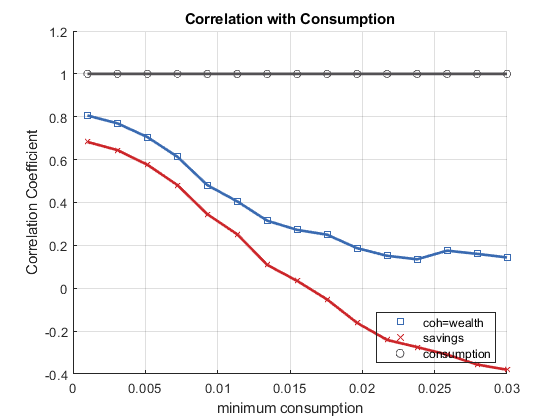 Correlation with Consumption
1.2
1
0.8
0.6
0.4
0.2
0
-0.2
-0.4
Correlation Coefficient
coh=wealth
savings
consumption
0
0.005
0.01
0.015
0.02
0.025
0.03
minimum consumption